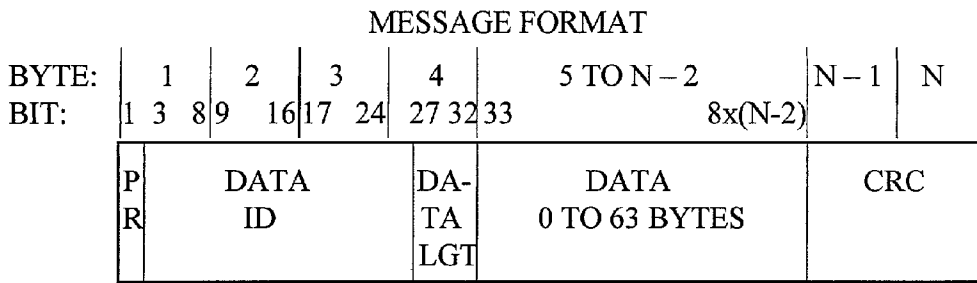 MESSAGE FORMAT
BYTE: 1 2 3 4 5 TO N – 2 N – 1 N
BIT: 1 3 8 9 16 17 24 27 32 33 8x(N-2)
P DATA DA- DATA CRC
R ID TA 0 TO 63 BYTES
LGT